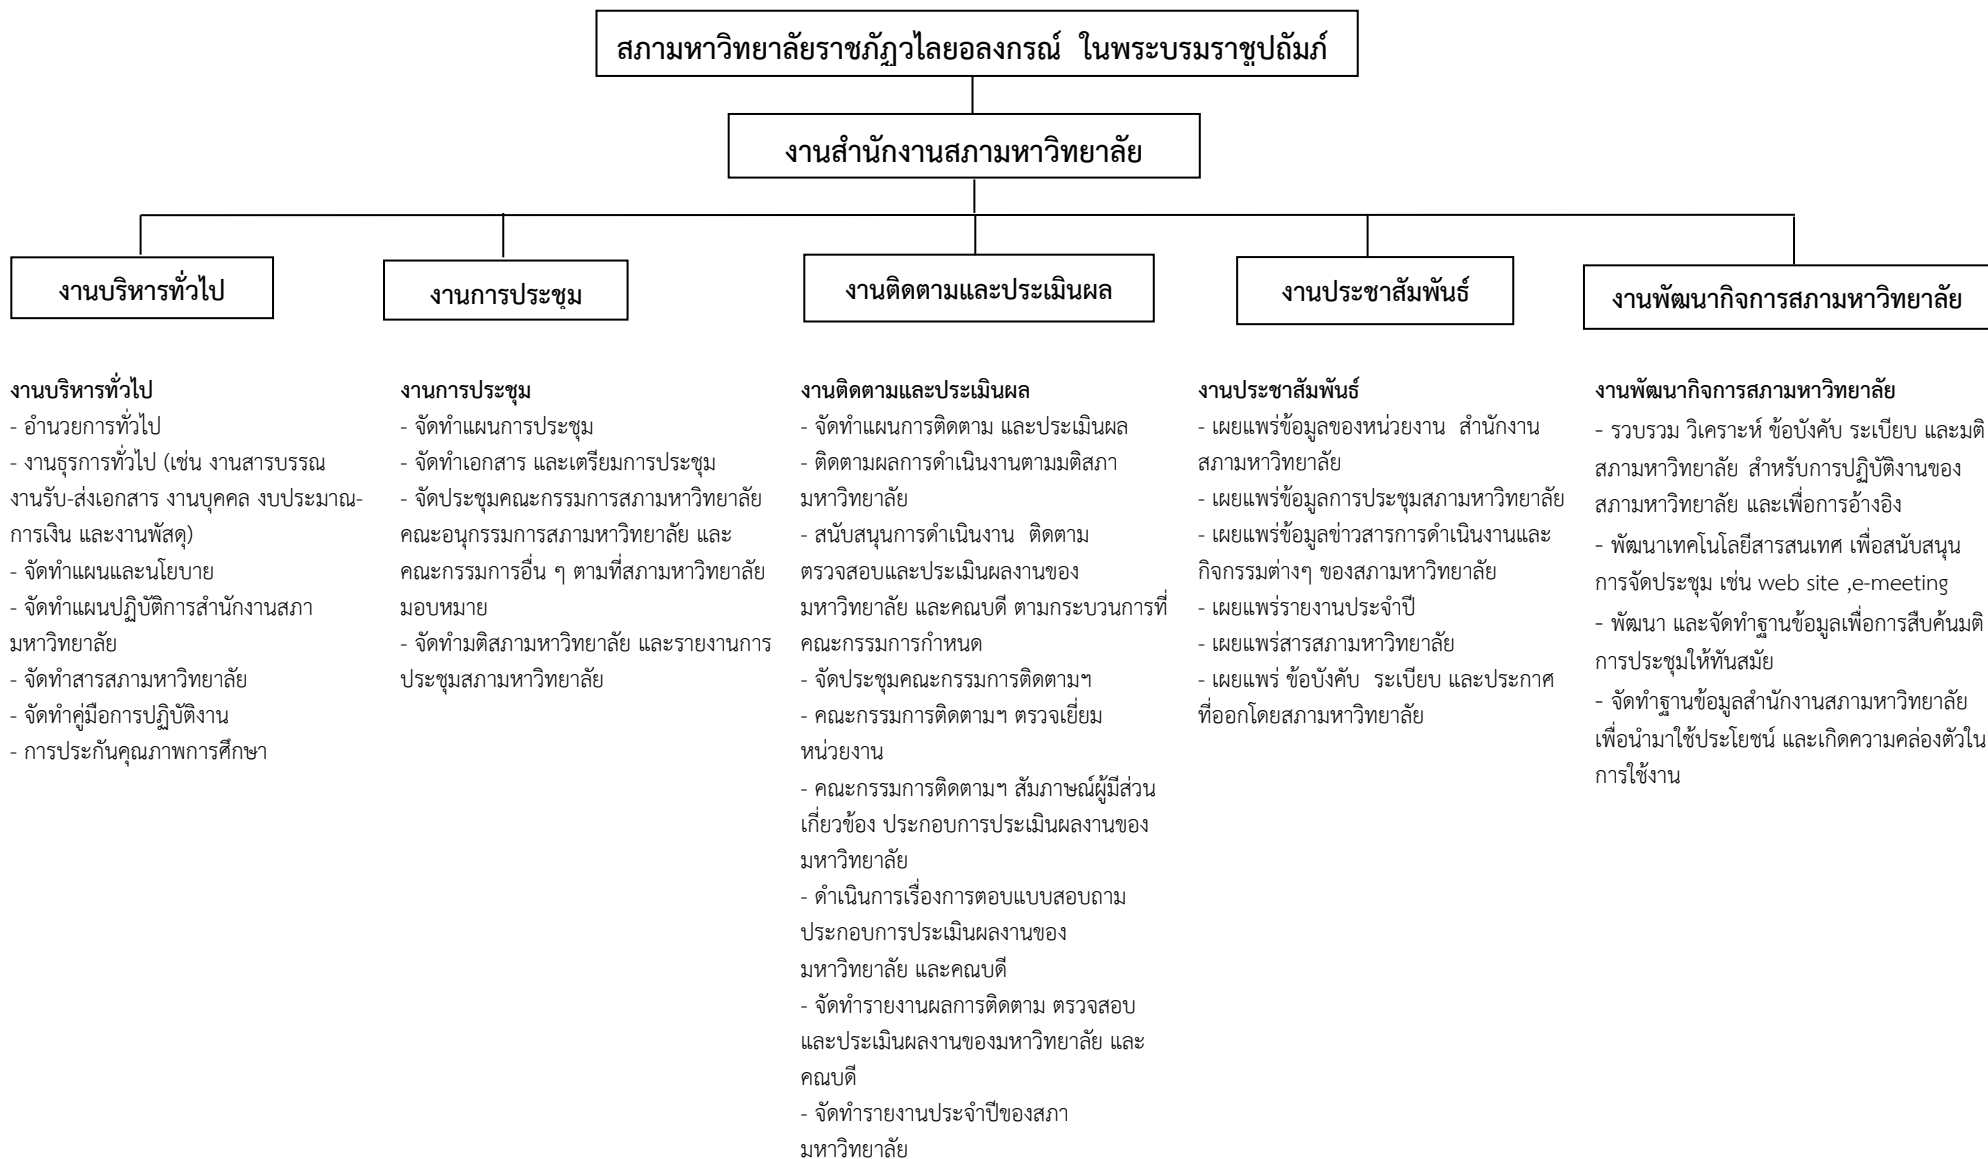 สภามหาวิทยาลัยราชภัฏวไลยอลงกรณ์ ในพระบรมราชูปถัมภ์
งานสำนักงานสภามหาวิทยาลัย
งานบริหารทั่วไป
งานการประชุม
งานติดตามและประเมินผล
งานประชาสัมพันธ์
งานพัฒนากิจการสภามหาวิทยาลัย
งานบริหารทั่วไป
- อำนวยการทั่วไป
- งานธุรการทั่วไป (เช่น งานสารบรรณ
งานรับ-ส่งเอกสาร งานบุคคล งบประมาณ-
การเงิน และงานพัสดุ)
- จัดทำแผนและนโยบาย
- จัดทำแผนปฏิบัติการสำนักงานสภา
มหาวิทยาลัย
- จัดทำสารสภามหาวิทยาลัย
- จัดทำคู่มือการปฏิบัติงาน
- การประกันคุณภาพการศึกษา
งานการประชุม
- จัดทำแผนการประชุม
- จัดทำเอกสาร และเตรียมการประชุม
- จัดประชุมคณะกรรมการสภามหาวิทยาลัย
คณะอนุกรรมการสภามหาวิทยาลัย และ
คณะกรรมการอื่น ๆ ตามที่สภามหาวิทยาลัย
มอบหมาย
- จัดทำมติสภามหาวิทยาลัย และรายงานการ
ประชุมสภามหาวิทยาลัย
งานติดตามและประเมินผล
- จัดทำแผนการติดตาม และประเมินผล
- ติดตามผลการดำเนินงานตามมติสภา
มหาวิทยาลัย
- สนับสนุนการดำเนินงาน ติดตาม
ตรวจสอบและประเมินผลงานของ
มหาวิทยาลัย และคณบดี ตามกระบวนการที่
คณะกรรมการกำหนด
- จัดประชุมคณะกรรมการติดตามฯ
- คณะกรรมการติดตามฯ ตรวจเยี่ยม
หน่วยงาน
- คณะกรรมการติดตามฯ สัมภาษณ์ผู้มีส่วน
เกี่ยวข้อง ประกอบการประเมินผลงานของ
มหาวิทยาลัย
- ดำเนินการเรื่องการตอบแบบสอบถาม
ประกอบการประเมินผลงานของ
มหาวิทยาลัย และคณบดี
- จัดทำรายงานผลการติดตาม ตรวจสอบ
และประเมินผลงานของมหาวิทยาลัย และ
คณบดี
- จัดทำรายงานประจำปีของสภา
มหาวิทยาลัย
งานประชาสัมพันธ์
- เผยแพร่ข้อมูลของหน่วยงาน สำนักงาน
สภามหาวิทยาลัย
- เผยแพร่ข้อมูลการประชุมสภามหาวิทยาลัย
- เผยแพร่ข้อมูลข่าวสารการดำเนินงานและ
กิจกรรมต่างๆ ของสภามหาวิทยาลัย
- เผยแพร่รายงานประจำปี
- เผยแพร่สารสภามหาวิทยาลัย
- เผยแพร่ ข้อบังคับ ระเบียบ และประกาศ
ที่ออกโดยสภามหาวิทยาลัย
งานพัฒนากิจการสภามหาวิทยาลัย
- รวบรวม วิเคราะห์ ข้อบังคับ ระเบียบ และมติ
สภามหาวิทยาลัย สำหรับการปฏิบัติงานของ
สภามหาวิทยาลัย และเพื่อการอ้างอิง
- พัฒนาเทคโนโลยีสารสนเทศ เพื่อสนับสนุน
การจัดประชุม เช่น web site ,e-meeting
- พัฒนา และจัดทำฐานข้อมูลเพื่อการสืบค้นมติ
การประชุมให้ทันสมัย
- จัดทำฐานข้อมูลสำนักงานสภามหาวิทยาลัย
เพื่อนำมาใช้ประโยชน์ และเกิดความคล่องตัวใน
การใช้งาน